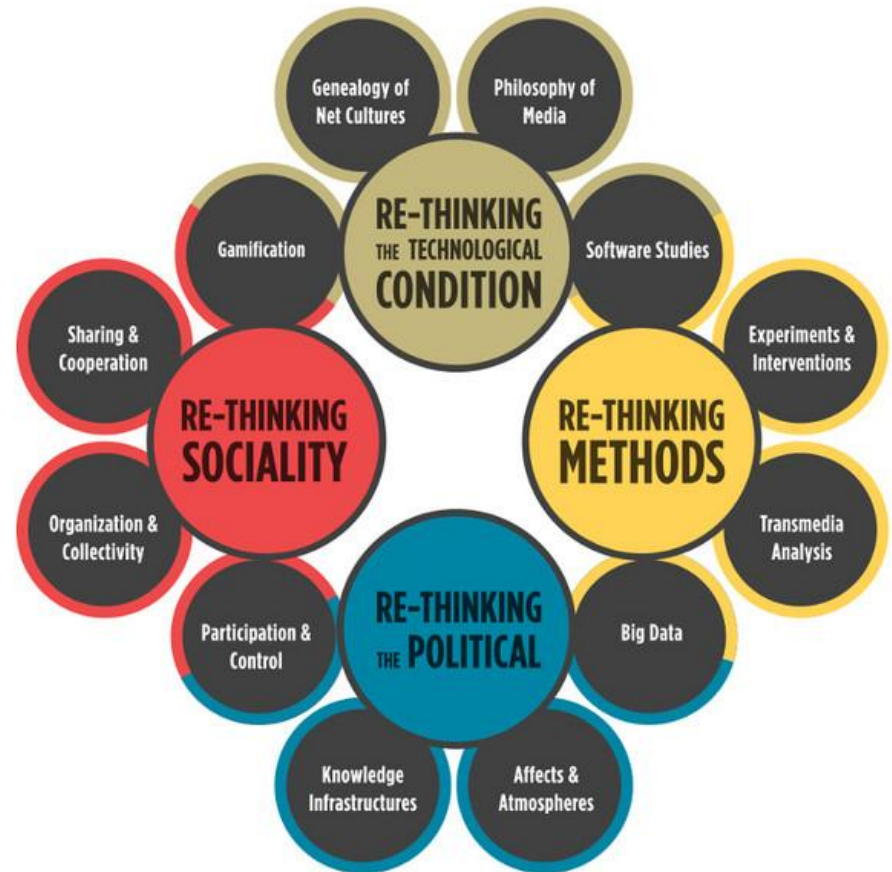 Genealogy of
Net Cultures
Philosophy of
Media
RE-THINKING
THE TECHNOLOGICAL
CONDITION
Gamification
Software Studies
Sharing &
Cooperation
Experiments &
Interventions
RE-THINKING
SOCIALITY
RE-THINKING
METHODS
Organization &
Collectivity
Transmedia
Analysis
Participation &
Control
RE-THINKING
THE POLITICAL
Big Data
Knowledge
Infrastructures
Affects &
Atmospheres